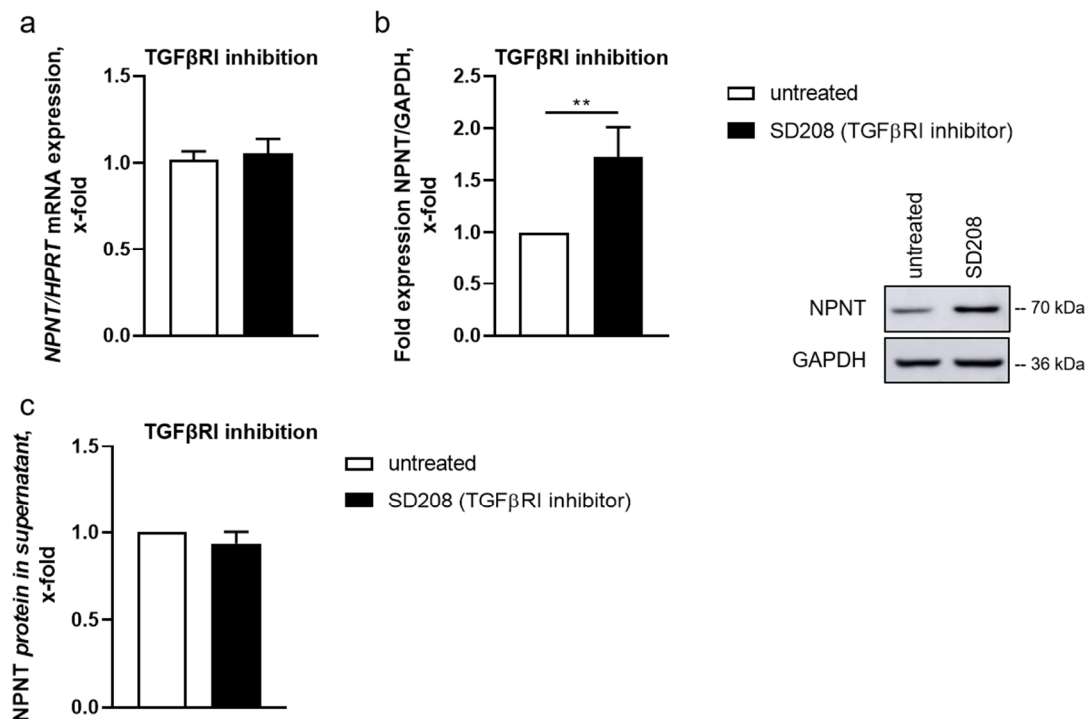 a
TGFβRI inhibition
NPNT/HPRT mRNA expression,
x-fold
1.5
1.0
0.5
0.0
b
TGFβRI inhibition
Fold expression NPNT/GAPDH,
x-fold
2.5
2.0
1.5
1.0
0.5
0.0
**
untreated
SD208 (TGFβRI inhibitor)
untreated
SD208
NPNT
-- 70 kDa
GAPDH
-- 36 kDa
c
TGFβRI inhibition
NPNT protein in supernatant,
x-fold
1.5
1.0
0.5
0.0
untreated
SD208 (TGFβRI inhibitor)